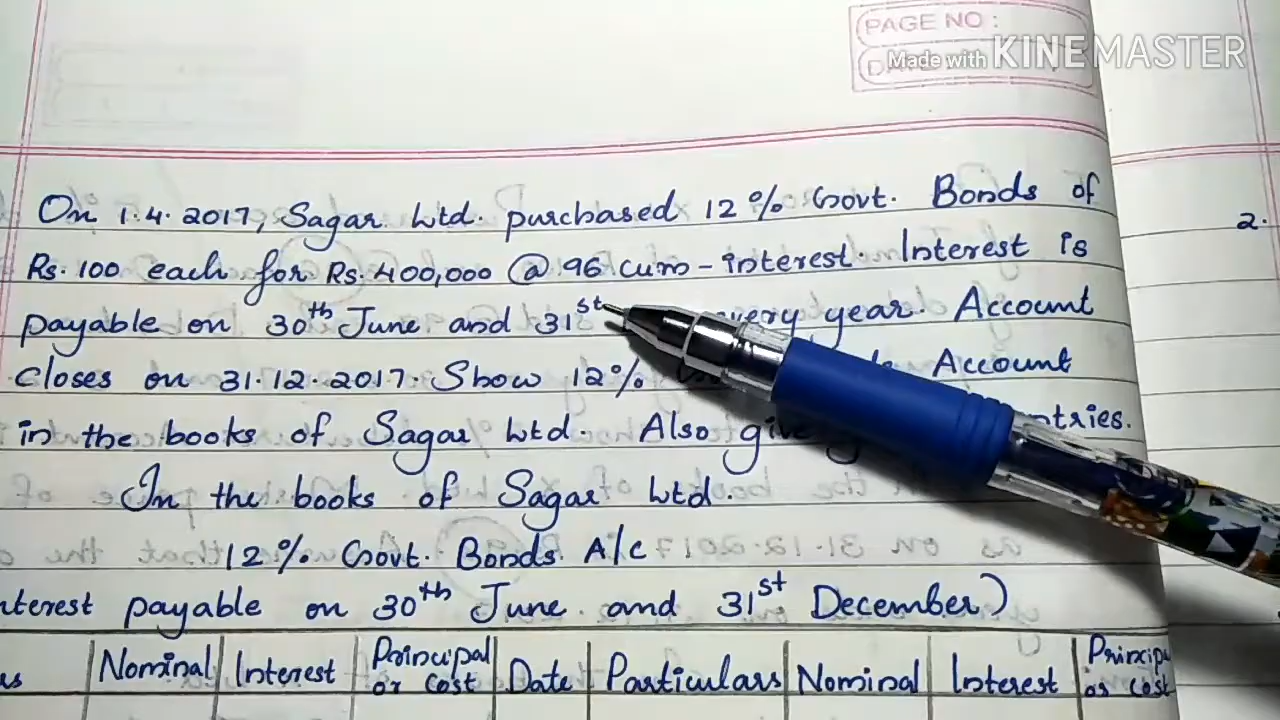 PAGE NO :
Made with KINEMASTER
On 1.4.2017, Sagar Ltd. purchased 12% Govt. Bonds of
2.
Rs.100 each for Rs.400,000 @ 96 cum-interest. Interest is
payable on 30th June and 31st every year. Account
closes on 31.12.2017. Show 12% Account
in the books of Sagar Ltd. Also give
In the books of Sagar Ltd.
12% Govt. Bonds A/c
payable on 30th June and 31st December)
Nominal Interest Principal or Cost Date Particulars Nominal Interest or Cost